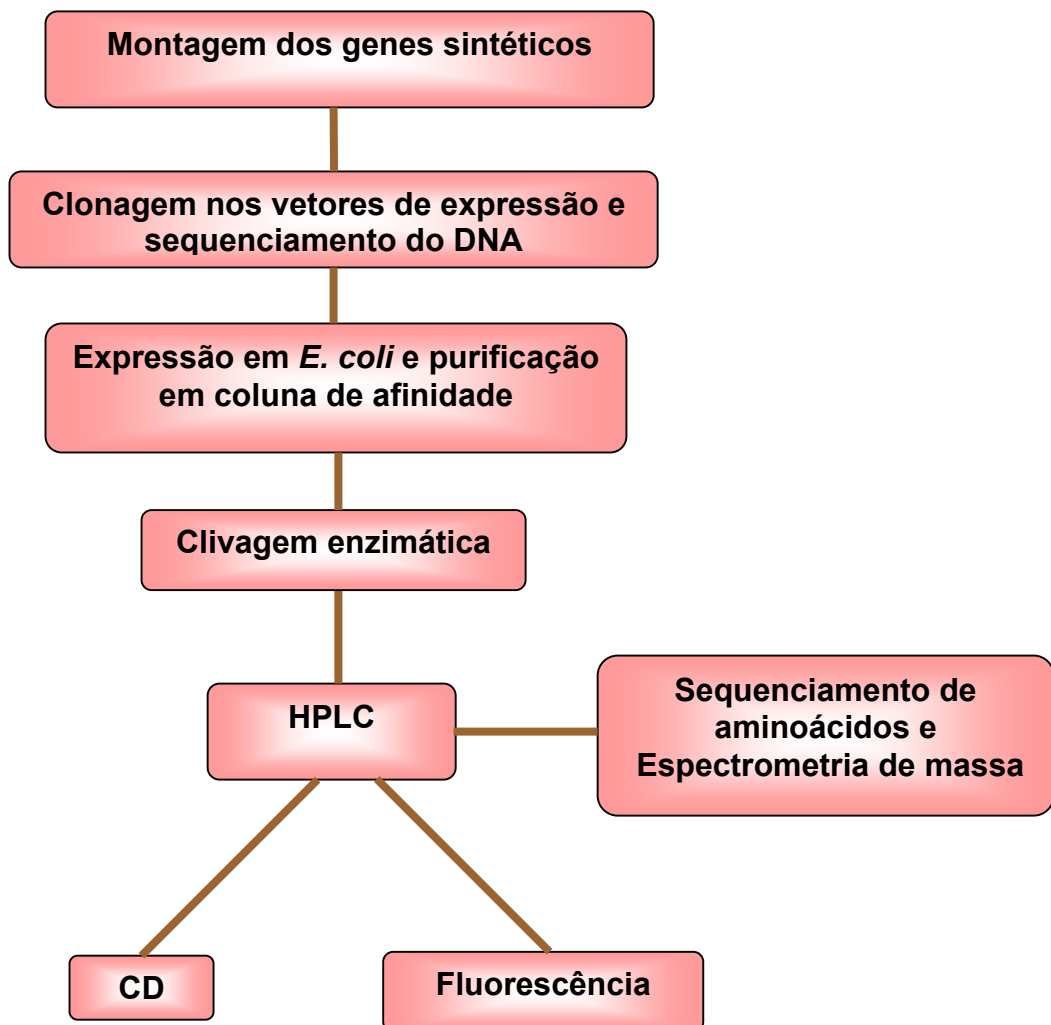 Montagem dos genes sintéticos
Clonagem nos vetores de expressão e
sequenciamento do DNA
Expressão em E. coli e purificação
em coluna de afinidade
Clivagem enzimática
HPLC
Sequenciamento de
aminoácidos e
Espectrometria de massa
CD
Fluorescência